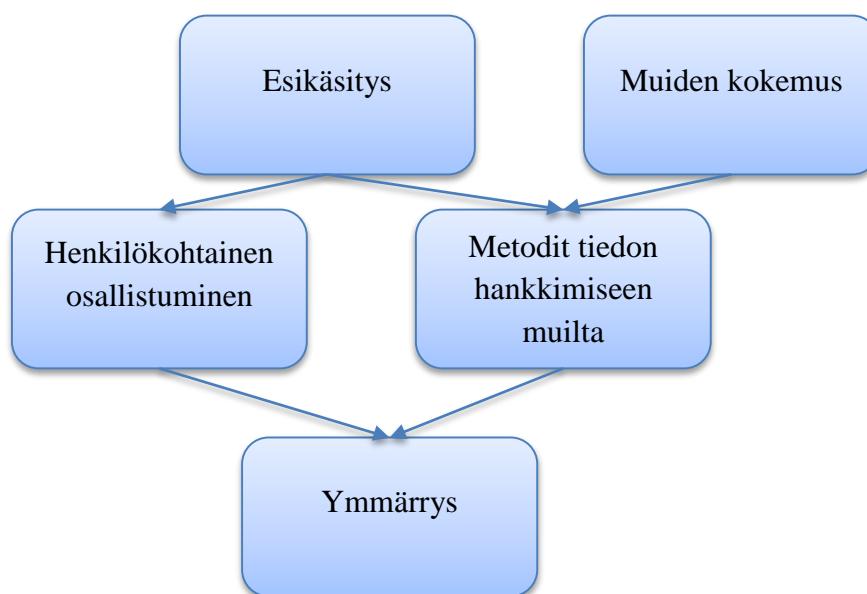 Esikäsitys
Muiden kokemus
Henkilökohtainen
osallistuminen
Metodit tiedon
hankkimiseen
muilta
Ymmärrys